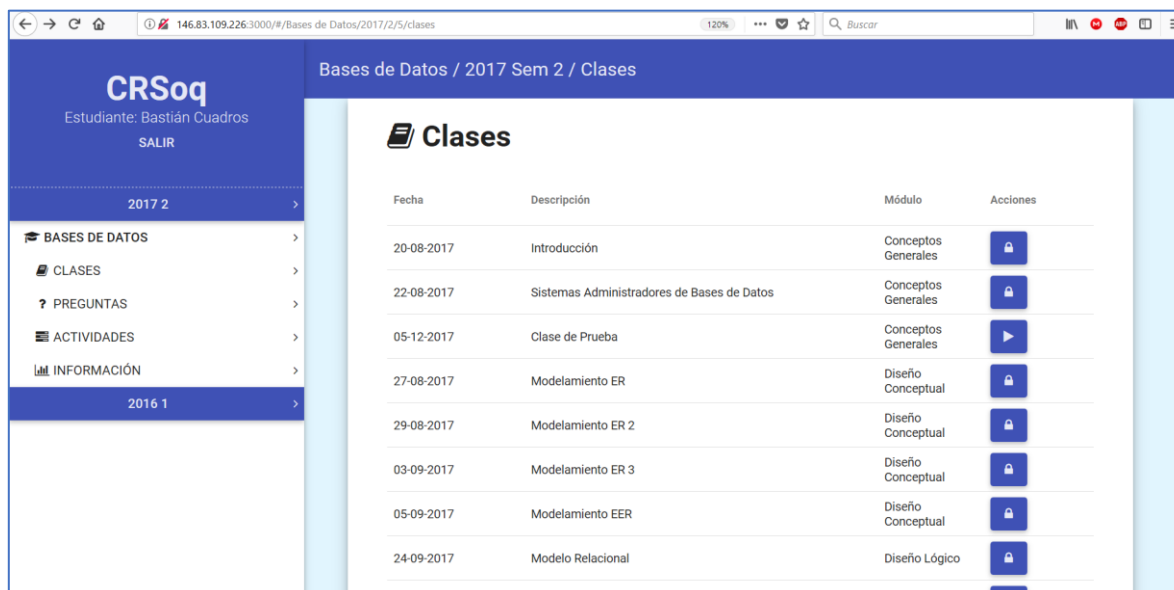 146.83.109.226:3000/#/Bases de Datos/2017/2/5/clases
120%
Buscar
CRSoq
Estudiante: Bastián Cuadros
SALIR
2017 2
BASES DE DATOS
CLASES
? PREGUNTAS
ACTIVIDADES
INFORMACIÓN
2016 1
Bases de Datos / 2017 Sem 2 / Clases
Clases
Fecha Descripción Módulo Acciones
20-08-2017 Introducción Conceptos
Generales
22-08-2017 Sistemas Administradores de Bases de Datos Conceptos
Generales
05-12-2017 Clase de Prueba Conceptos
Generales
27-08-2017 Modelamiento ER Diseño
Conceptual
29-08-2017 Modelamiento ER 2 Diseño
Conceptual
03-09-2017 Modelamiento ER 3 Diseño
Conceptual
05-09-2017 Modelamiento EER Diseño
Conceptual
24-09-2017 Modelo Relacional Diseño Lógico